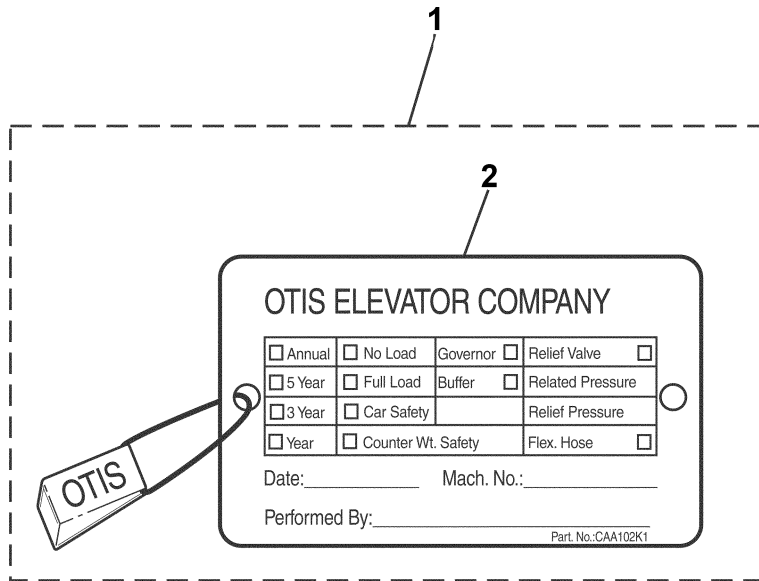 1
2
OTIS ELEVATOR COMPANY
Annual No Load Governor Relief Valve
5 Year Full Load Buffer Related Pressure
3 Year Car Safety Relief Pressure
Year Counter Wt. Safety Flex. Hose
OTIS
Date: Mach. No.:
Performed By:
Part. No.:CAA102K1